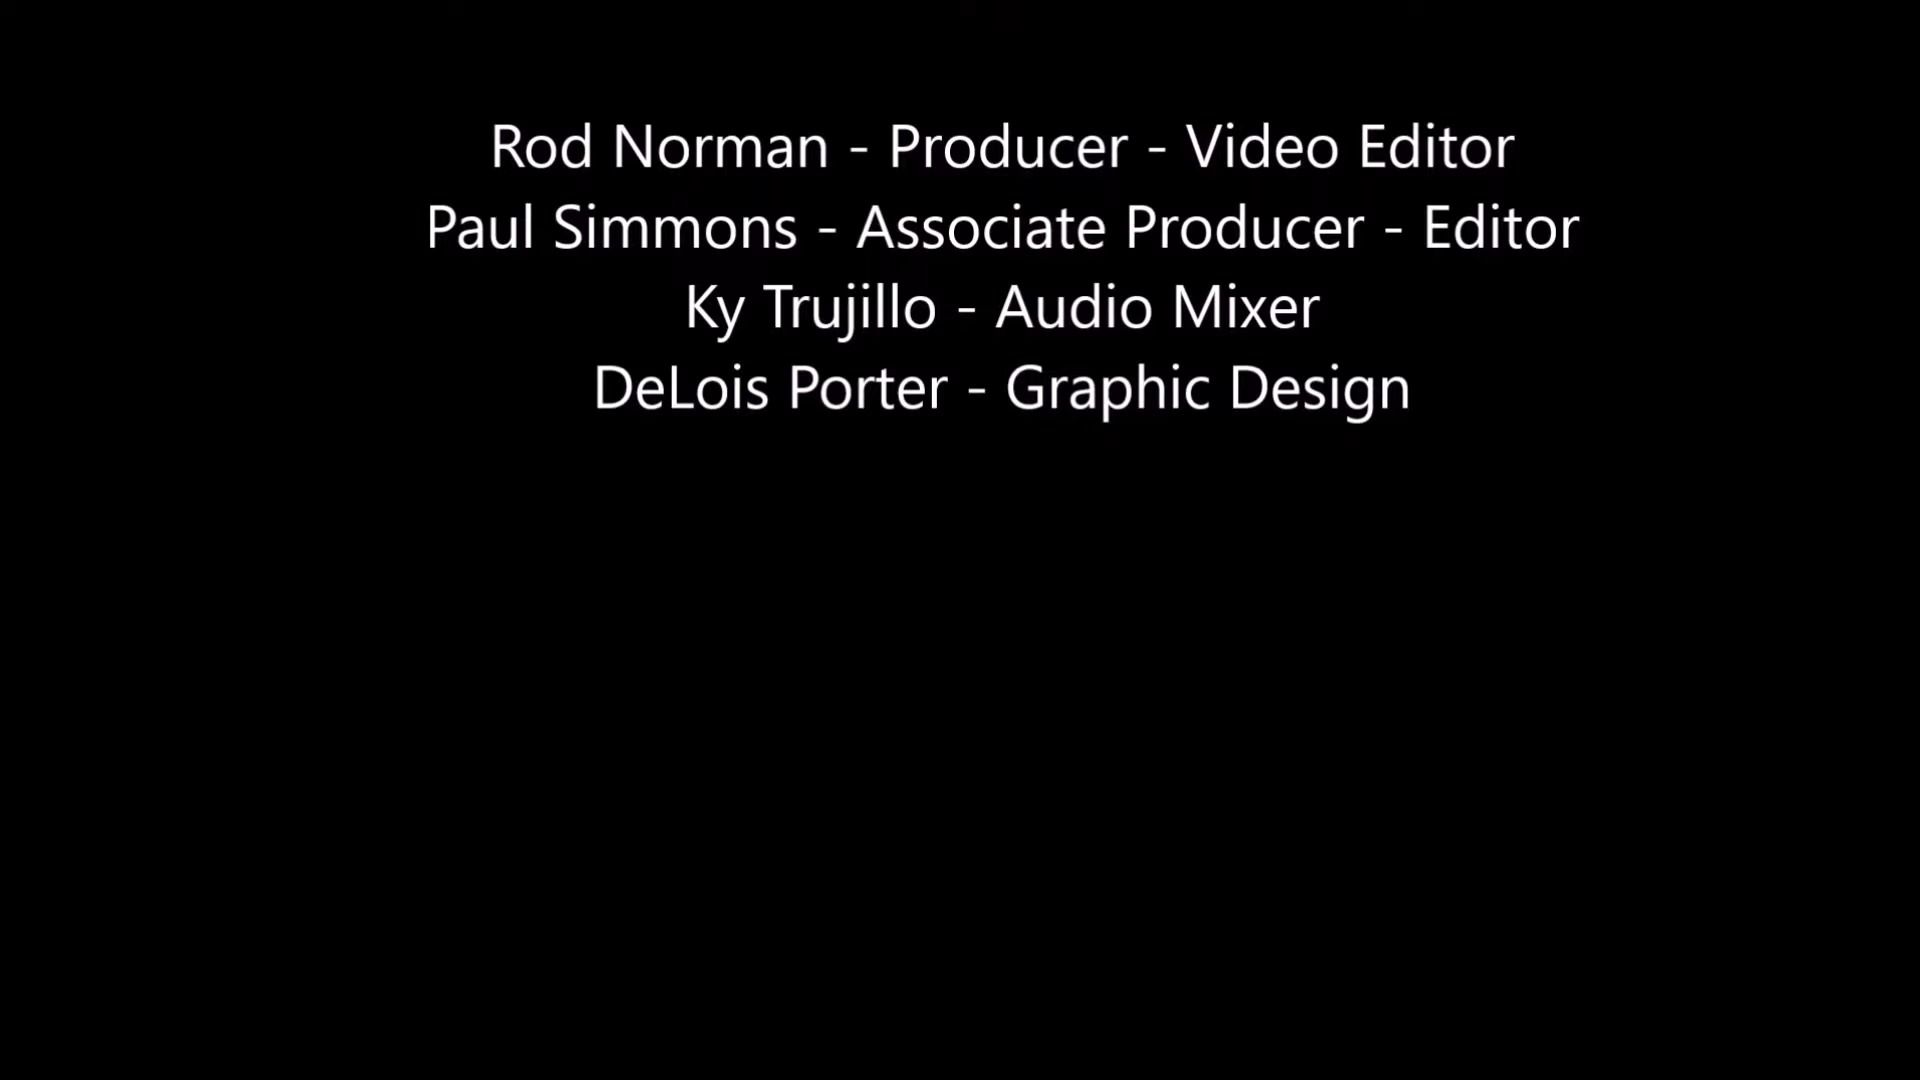 Rod Norman - Producer - Video Editor
Paul Simmons - Associate Producer - Editor
Ky Trujillo - Audio Mixer
DeLois Porter - Graphic Design